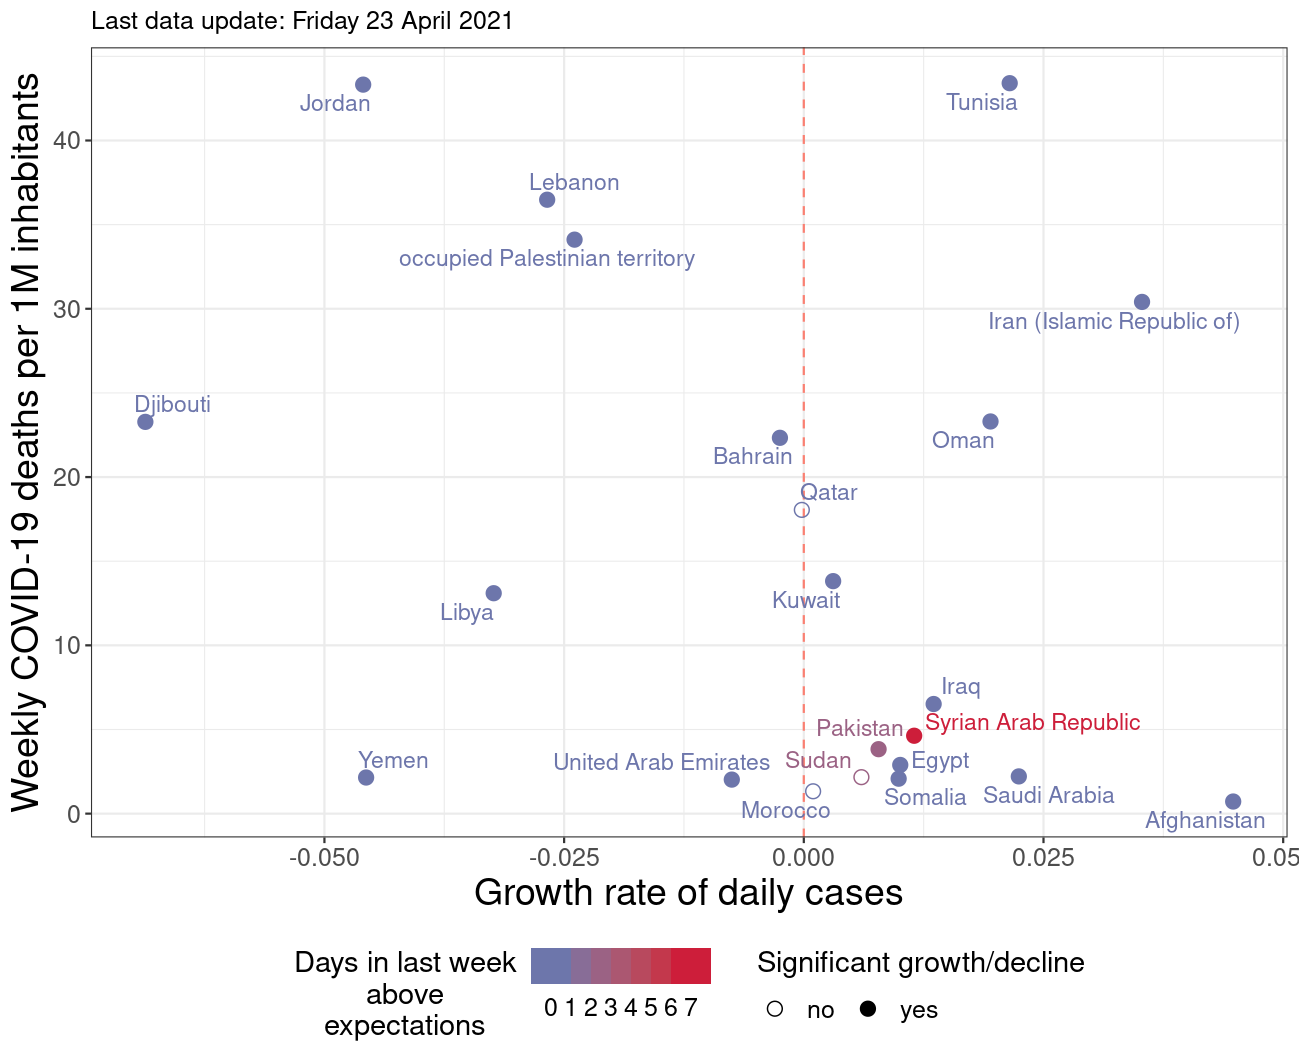 Last data update: Friday 23 April 2021
Weekly COVID-19 deaths per 1M inhabitants
40
30
20
10
0
Jordan
Tunisia
Lebanon
occupied Palestinian territory
Iran (Islamic Republic of)
Djibouti
Oman
Bahrain
Qatar
Kuwait
Libya
Iraq
Syrian Arab Republic
Pakistan
Yemen
United Arab Emirates
Sudan
Egypt
Somalia
Saudi Arabia
Morocco
Afghanistan
-0.050
-0.025
0.000
0.025
0.05
Growth rate of daily cases
Days in last week
above
expectations
0 1 2 3 4 5 6 7
Significant growth/decline
no
yes